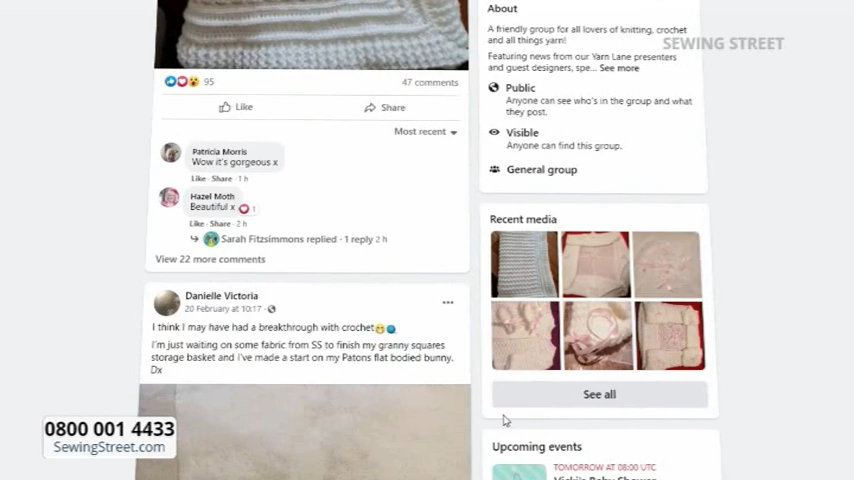 About
A friendly group for all lovers of knitting, crochet
and all things yarn!
Featuring news from our Yarn Lane presenters
and guest designers, spe... See more
SEWING STREET
Public
Anyone can see who's in the group and what
they post.
Visible
Anyone can find this group.
General group
95
47 comments
Like
Share
Most recent
Patricia Morris
Wow it's gorgeous x
Like · Share · 1 h
Hazel Moth
Beautiful x
1
Like · Share · 2 h
Sarah Fitzsimmons replied · 1 reply 2 h
View 22 more comments
Danielle Victoria
20 February at 10:17 ·
I think I may have had a breakthrough with crochet
I'm just waiting on some fabric from SS to finish my granny squares
storage basket and I've made a start on my Patons flat bodied bunny.
Dx
Recent media
See all
Upcoming events
TOMORROW AT 08:00 UTC
Vicki's Baby Shower
0800 001 4433
SewingStreet.com